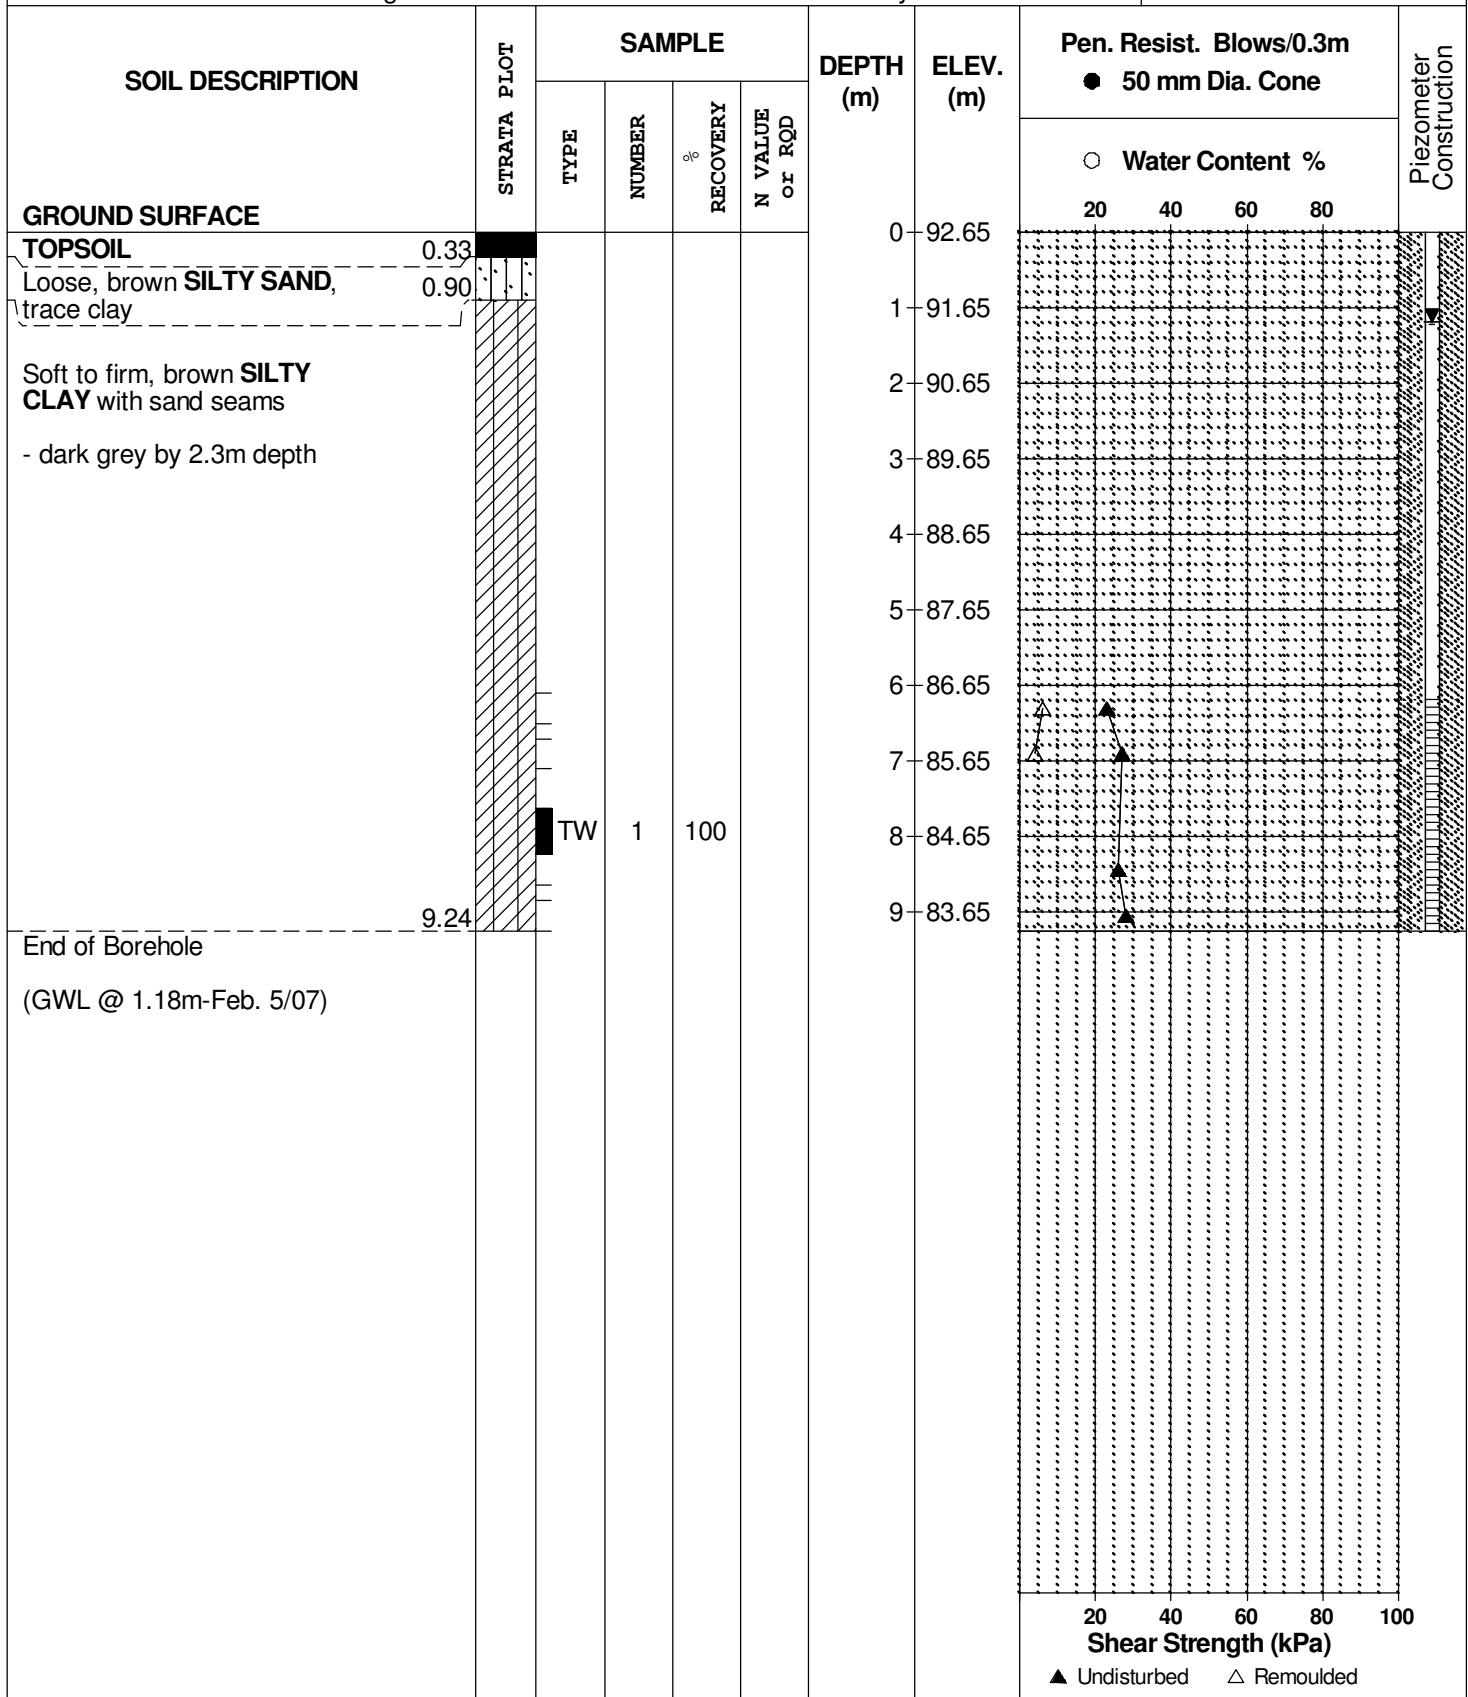 SOIL DESCRIPTION
STRATA PLOT
SAMPLE
TYPE
NUMBER
%
RECOVERY
N VALUE
or RQD
DEPTH
(m)
ELEV.
(m)
Pen. Resist. Blows/0.3m
● 50 mm Dia. Cone
○ Water Content %
Piezometer
Construction
20 40 60 80
GROUND SURFACE
TOPSOIL 0.33
0 92.65
Loose, brown SILTY SAND, 0.90
trace clay
1 91.65
Soft to firm, brown SILTY
CLAY with sand seams
2 90.65
- dark grey by 2.3m depth
3 89.65
4 88.65
5 87.65
6 86.65
7 85.65
TW 1 100
8 84.65
9.24
9 83.65
End of Borehole
(GWL @ 1.18m-Feb. 5/07)
20 40 60 80 100
Shear Strength (kPa)
▲ Undisturbed △ Remoulded